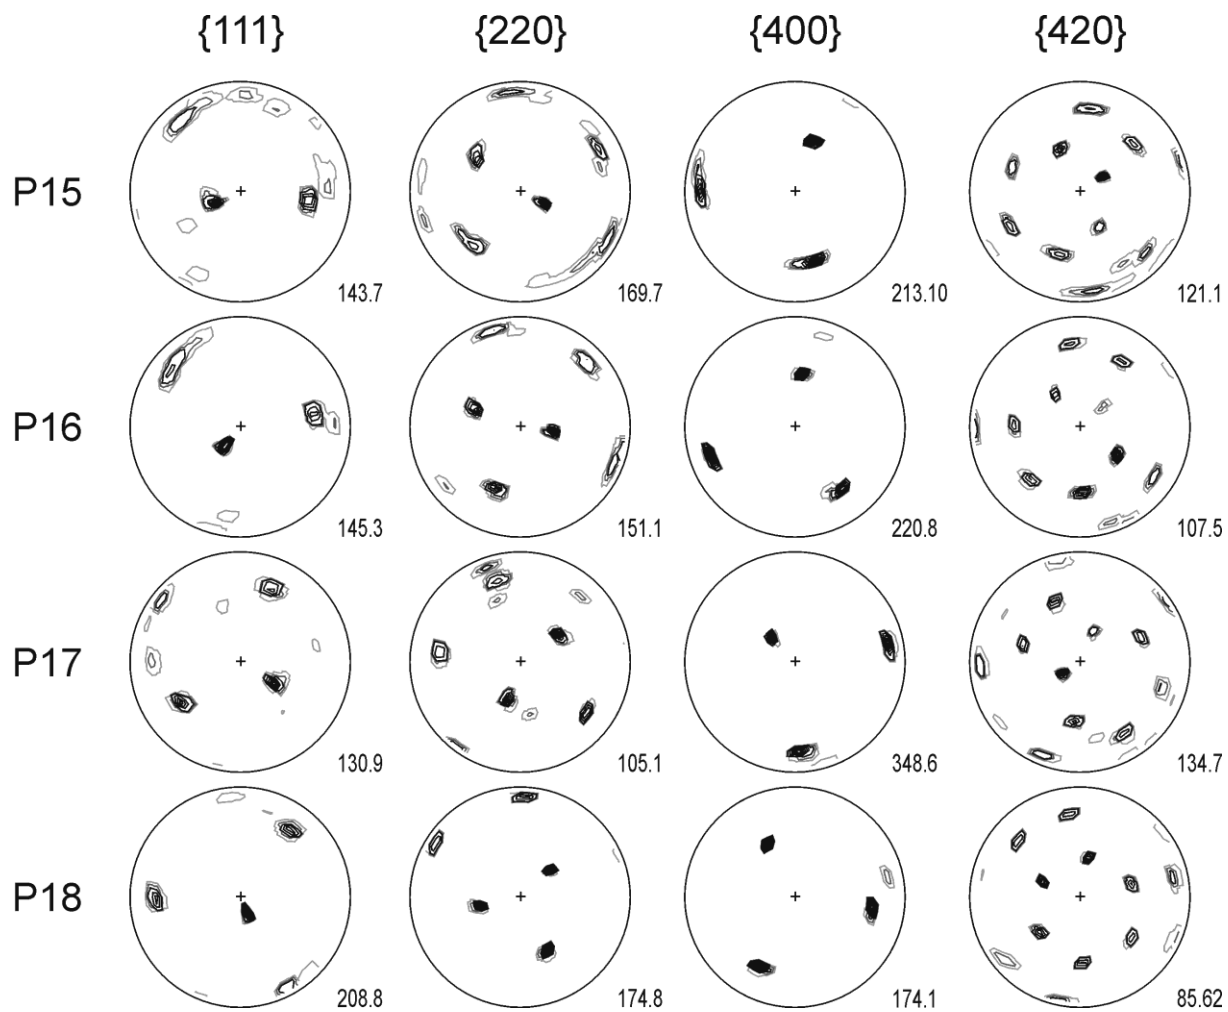 {111} {220} {400} {420}
P15 143.7 169.7 213.10 121.1
P16 145.3 151.1 220.8 107.5
P17 130.9 105.1 348.6 134.7
P18 208.8 174.8 174.1 85.62